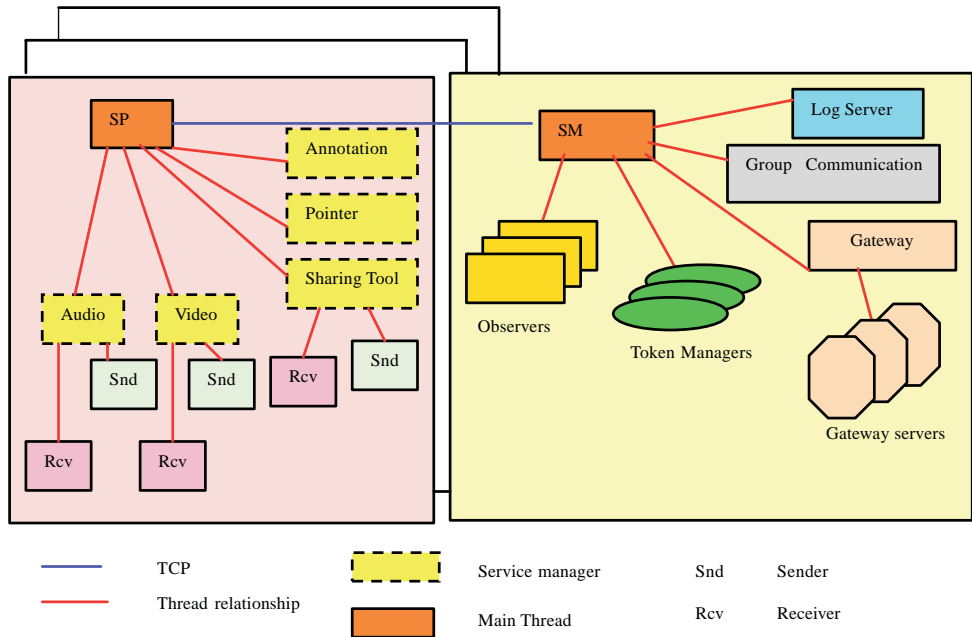 SP
Annotation
Pointer
Sharing Tool
Audio
Video
Snd
Snd
Rcv
Snd
Rcv
Rcv
SM
Log Server
Group Communication
Gateway
Observers
Token Managers
Gateway servers
TCP
Thread relationship
Service manager
Main Thread
Snd Sender
Rcv Receiver